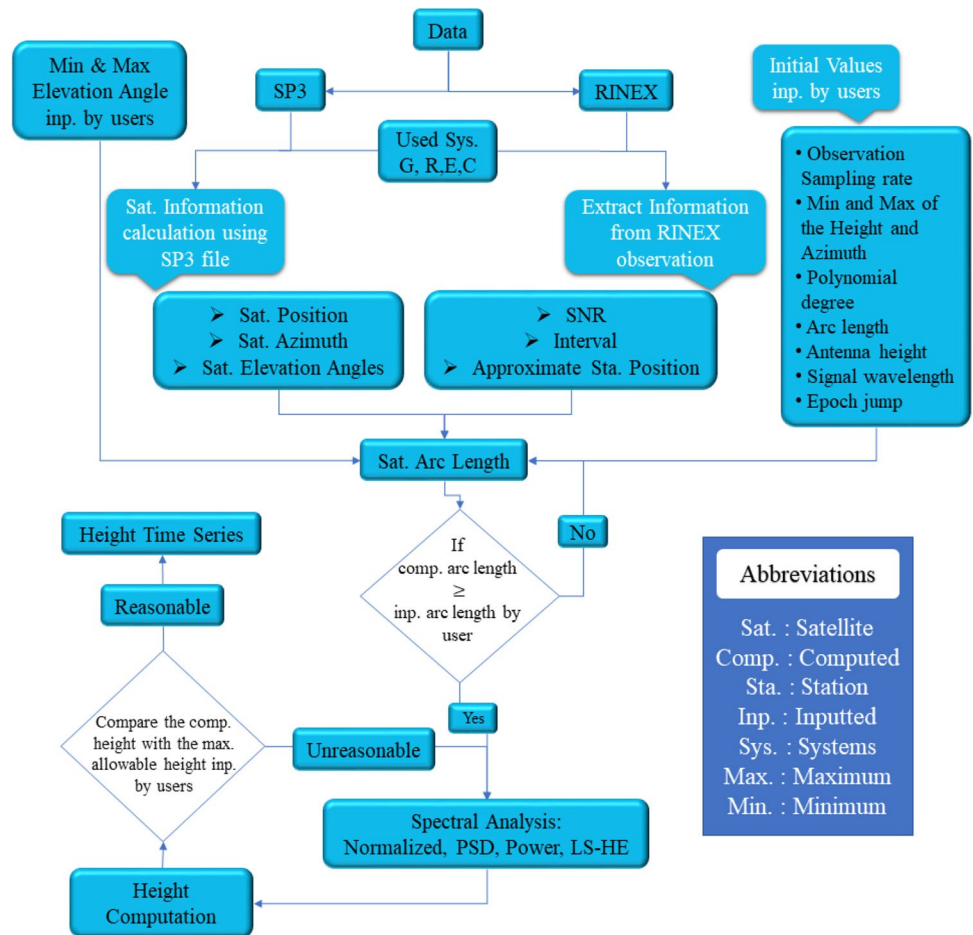 Data
Min & Max
Elevation Angle
inp. by users
SP3
RINEX
Initial Values
inp. by users
Used Sys.
G, R,E,C
Sat. Information
calculation using
SP3 file
Extract Information
from RINEX
observation
• Observation
Sampling rate
• Min and Max of
the Height and
Azimuth
• Polynomial
degree
• Arc length
• Antenna height
• Signal wavelength
• Epoch jump
➤ Sat. Position
➤ Sat. Azimuth
➤ Sat. Elevation Angles
➤ SNR
➤ Interval
➤ Approximate Sta. Position
Sat. Arc Length
If
comp. arc length
≥
inp. arc length by
user
No
Yes
Height Time Series
Reasonable
Compare the comp.
height with the max.
allowable height inp.
by users
Unreasonable
Spectral Analysis:
Normalized, PSD, Power, LS-HE
Height
Computation
Abbreviations
Sat. : Satellite
Comp. : Computed
Sta. : Station
Inp. : Inputted
Sys. : Systems
Max. : Maximum
Min. : Minimum